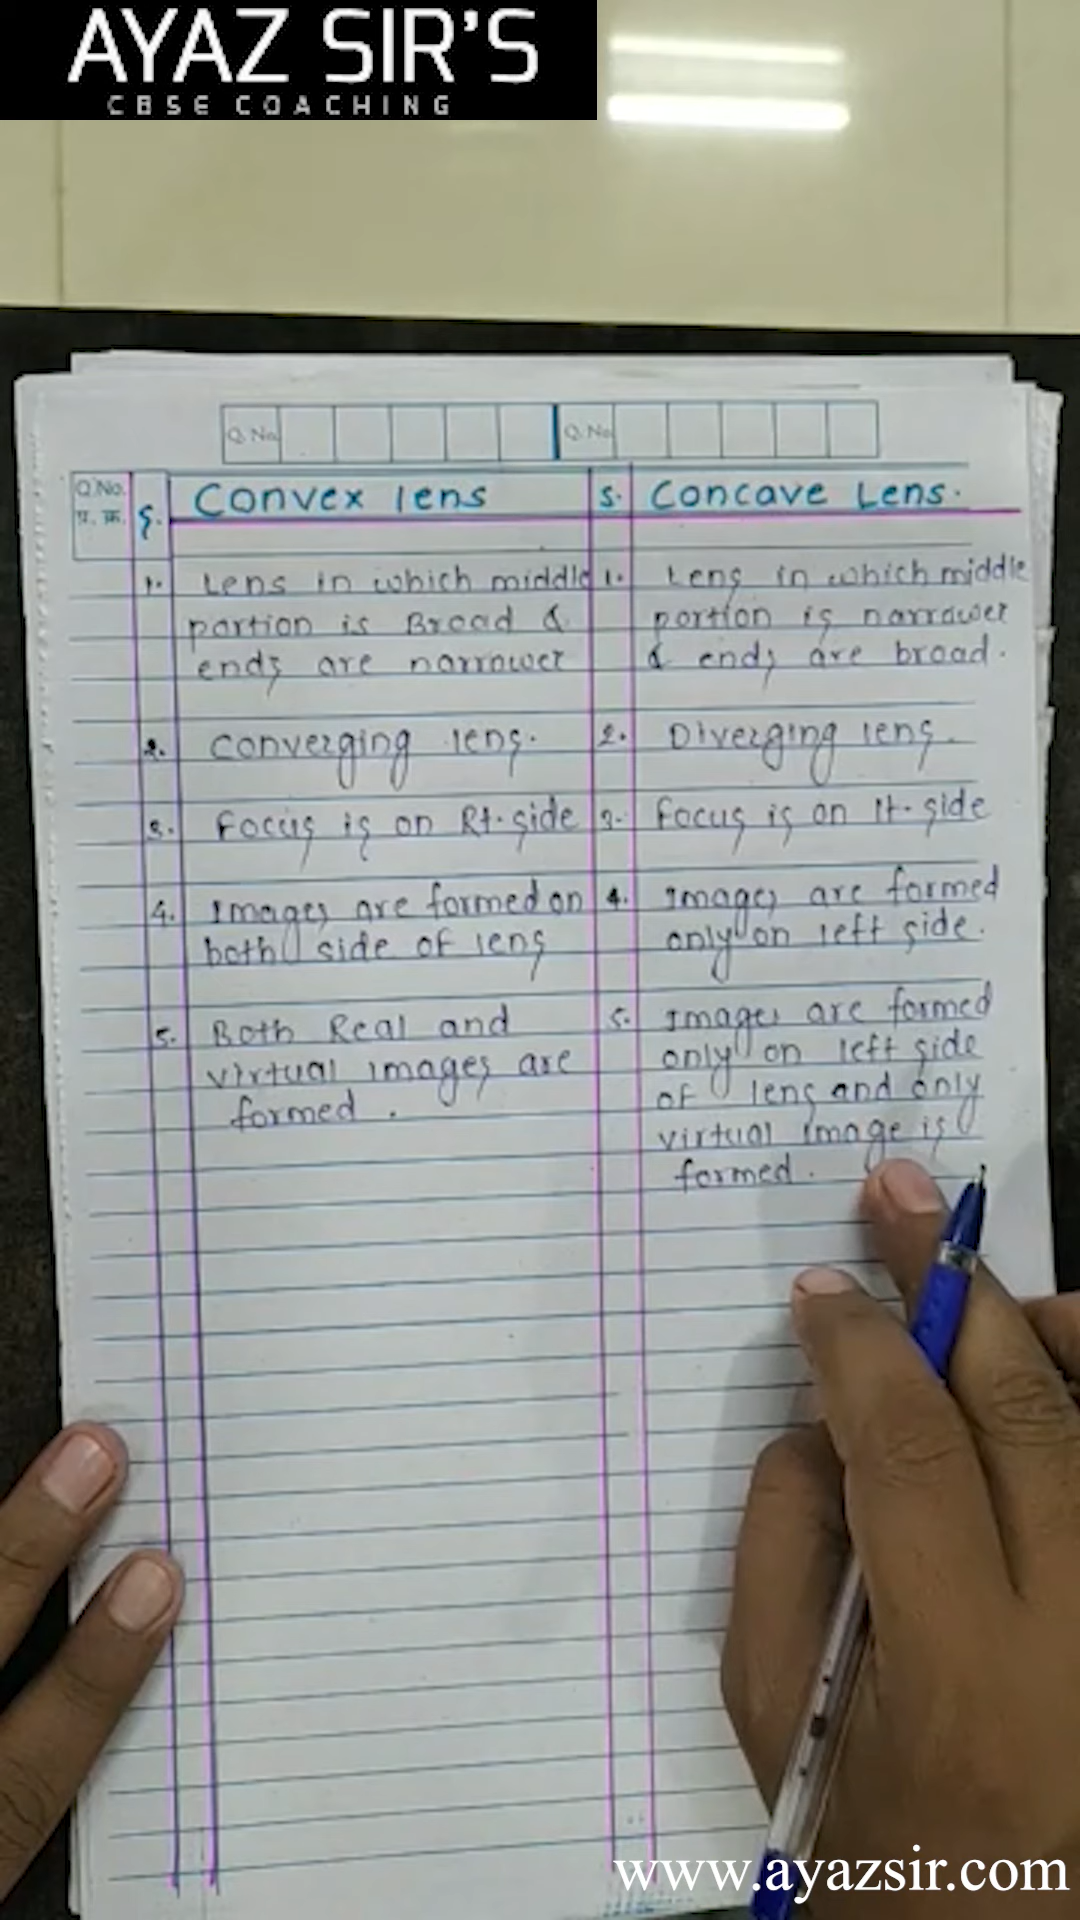 AYAZ SIR'S
CBSE COACHING
Q.No. Q.No.
Q.No.
प्र. क्र.
S. Convex lens S. Concave Lens.
1. Lens in which middle
portion is Broad &
ends are narrower
1. Lens in which middle
portion is narrower
& ends are broad.
2. Converging lens.
2. Diverging lens.
3. Focus is on Rt. side
3. Focus is on lt. side
4. Images are formed on
both side of lens
4. Images are formed
only on left side.
5. Both Real and
virtual images are
formed.
5. Images are formed
only on left side
of lens and only
virtual image is
formed.
www.ayazsir.com